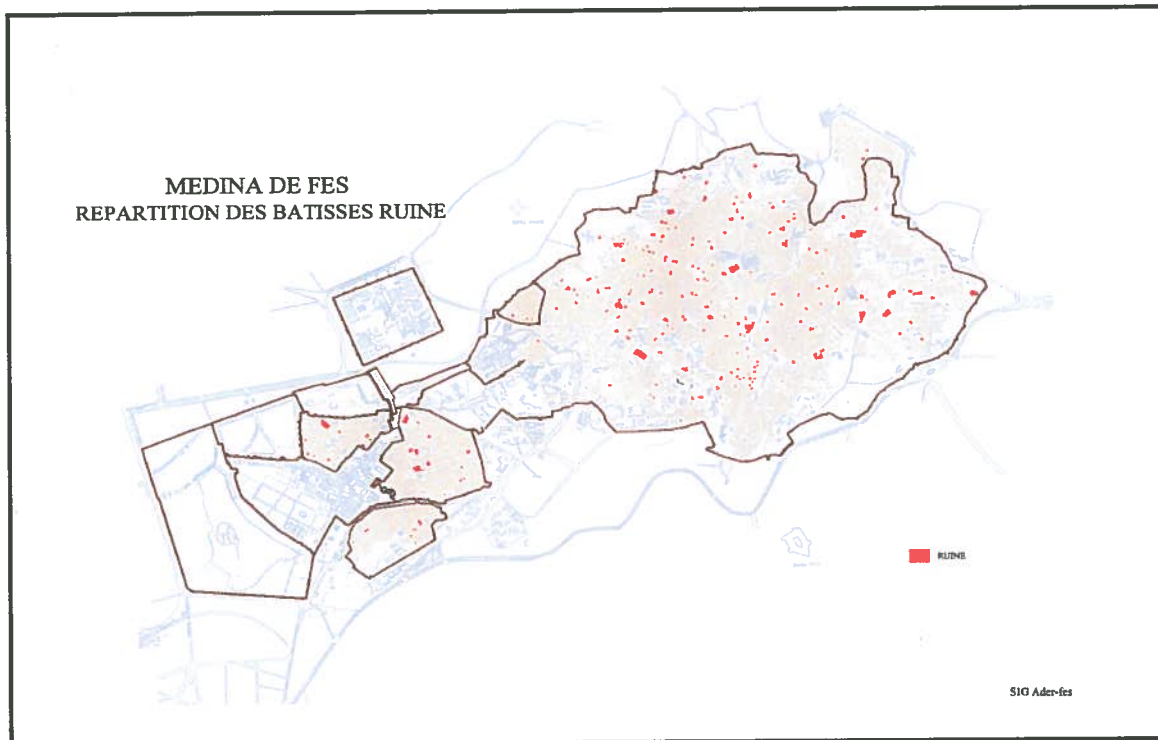 MEDINA DE FES
REPARTITION DES BATISSES RUINE
RUINE
SIG Ader-fes